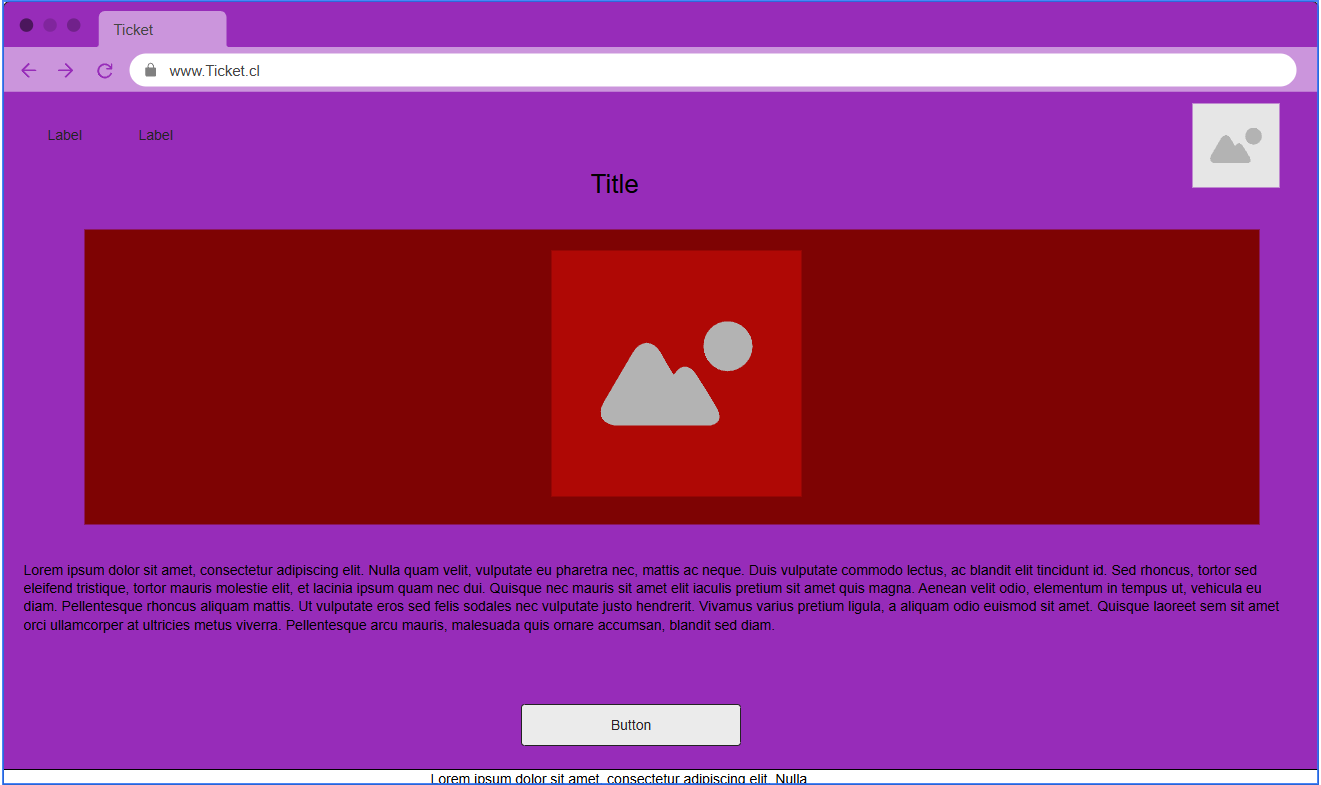 Ticket
www.Ticket.cl
Label Label
Title
Lorem ipsum dolor sit amet, consectetur adipiscing elit. Nulla quam velit, vulputate eu pharetra nec, mattis ac neque. Duis vulputate commodo lectus, ac blandit elit tincidunt id. Sed rhoncus, tortor sed
eleifend tristique, tortor mauris molestie elit, et lacinia ipsum quam nec dui. Quisque nec mauris sit amet elit iaculis pretium sit amet quis magna. Aenean velit odio, elementum in tempus ut, vehicula eu
diam. Pellentesque rhoncus aliquam mattis. Ut vulputate eros sed felis sodales nec vulputate justo hendrerit. Vivamus varius pretium ligula, a aliquam odio euismod sit amet. Quisque laoreet sem sit amet
orci ullamcorper at ultricies metus viverra. Pellentesque arcu mauris, malesuada quis ornare accumsan, blandit sed diam.
Button
Lorem ipsum dolor sit amet, consectetur adipiscing elit. Nulla